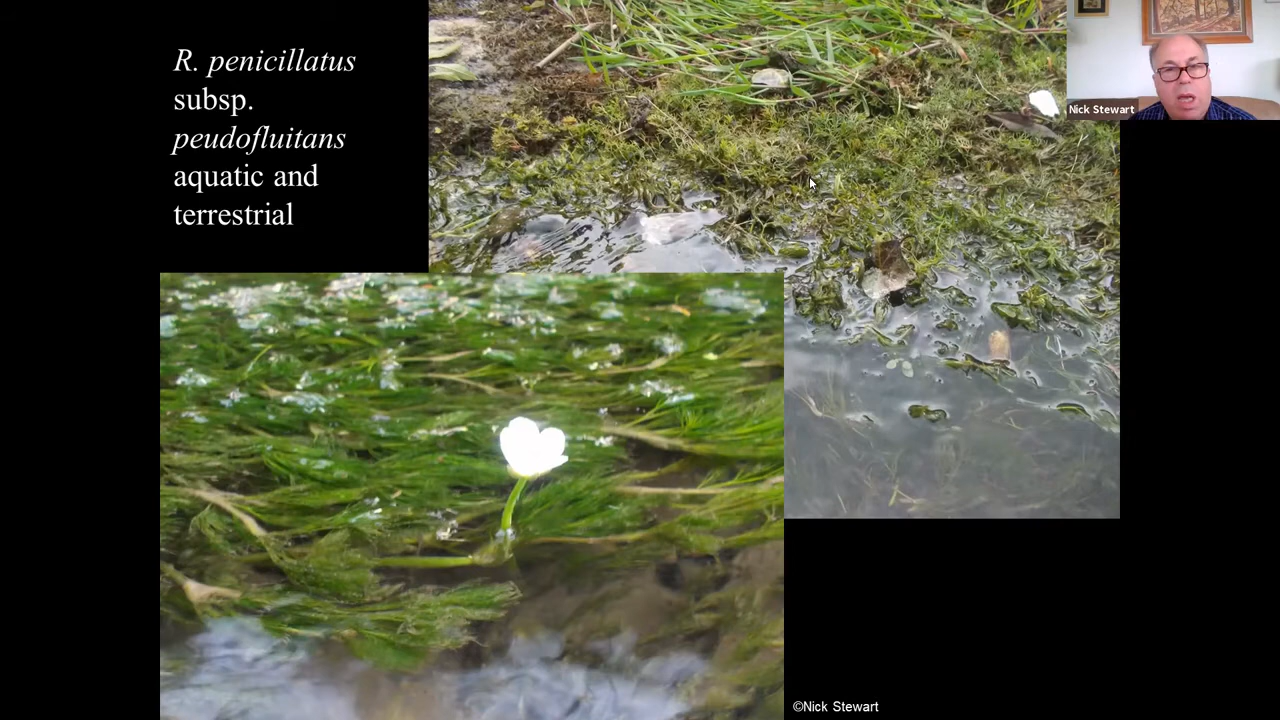 R. penicillatus
subsp.
peudofluitans
aquatic and
terrestrial
Nick Stewart
©Nick Stewart